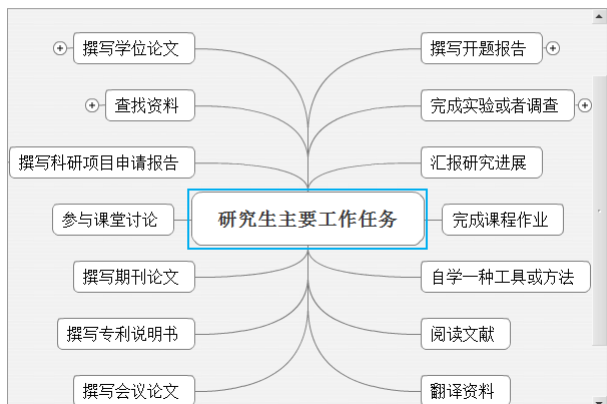 撰写学位论文
撰写开题报告
查找资料
完成实验或者调查
撰写科研项目申请报告
汇报研究进展
参与课堂讨论
研究生主要工作任务
完成课程作业
撰写期刊论文
自学一种工具或方法
撰写专利说明书
阅读文献
撰写会议论文
翻译资料